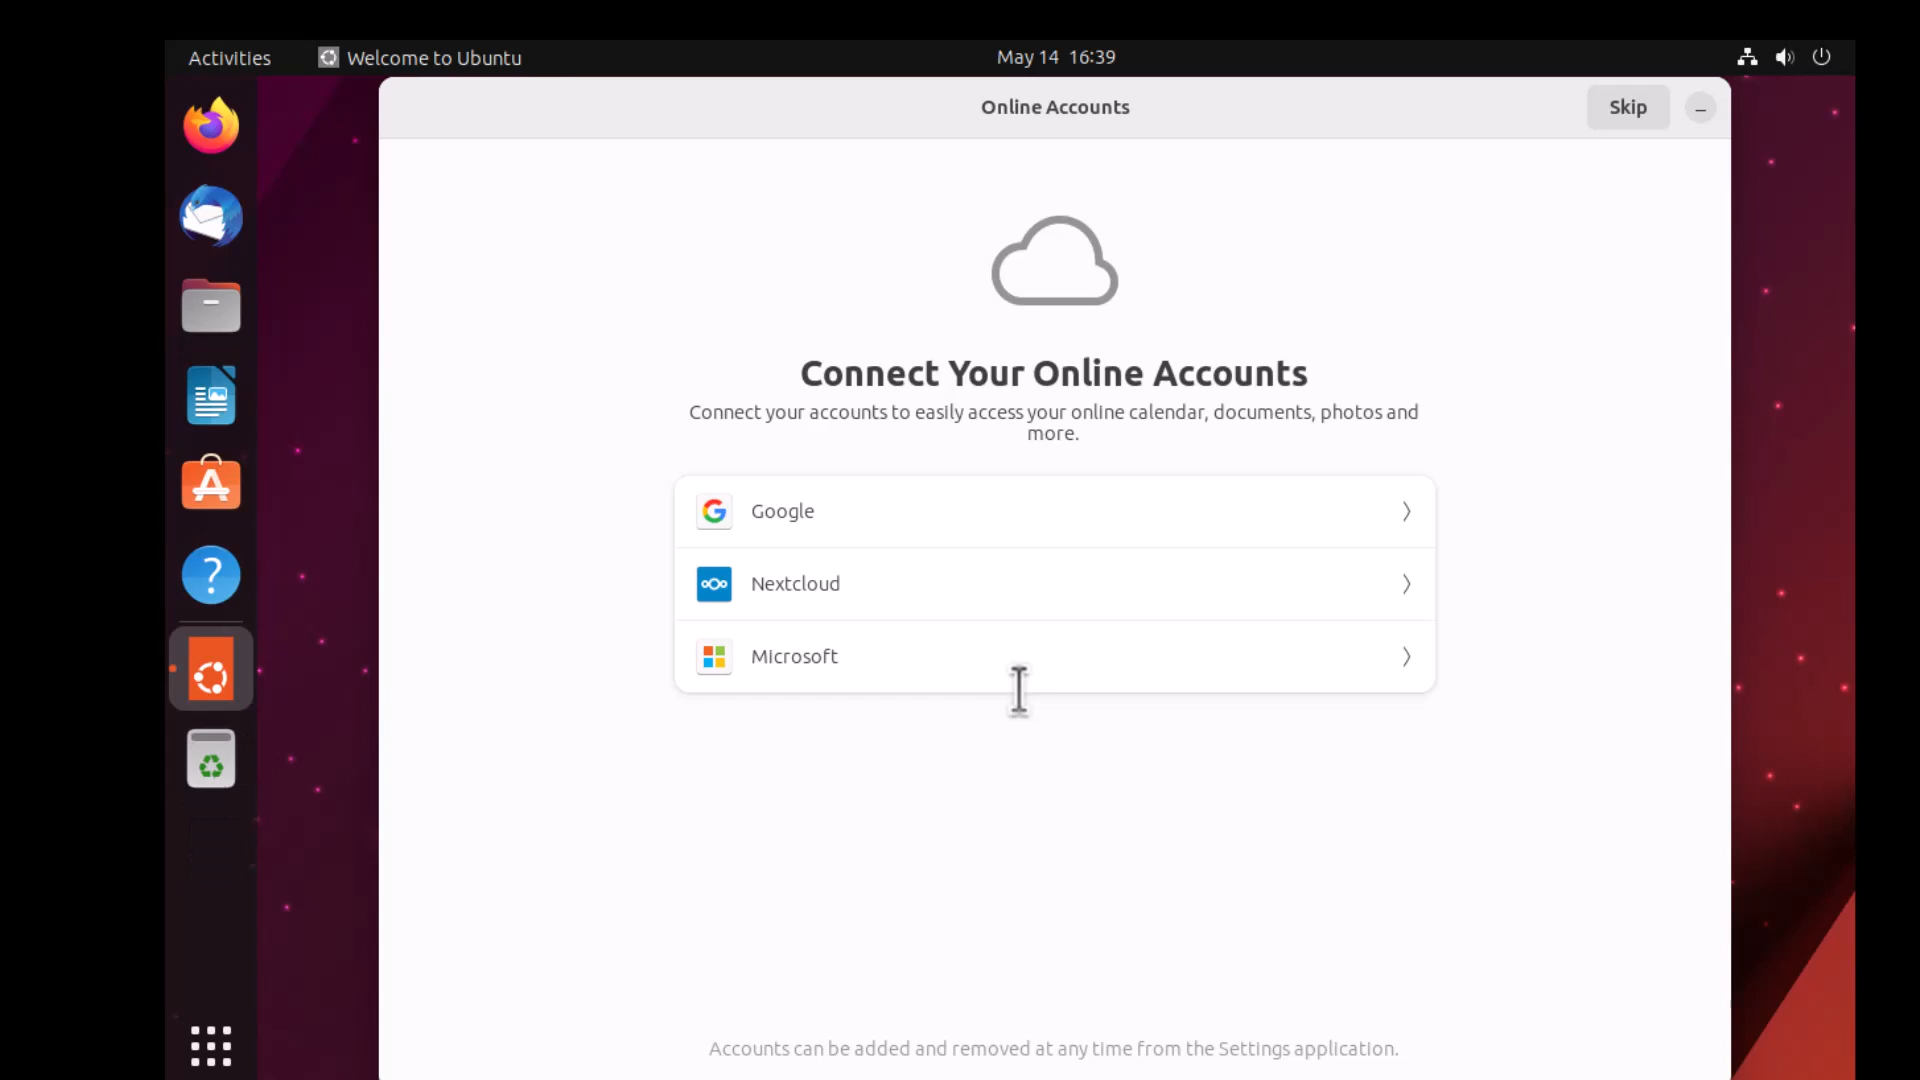 Activities
Welcome to Ubuntu
May 14 16:39
Online Accounts
Skip
Connect Your Online Accounts
Connect your accounts to easily access your online calendar, documents, photos and
more.
Google
Nextcloud
Microsoft
Accounts can be added and removed at any time from the Settings application.